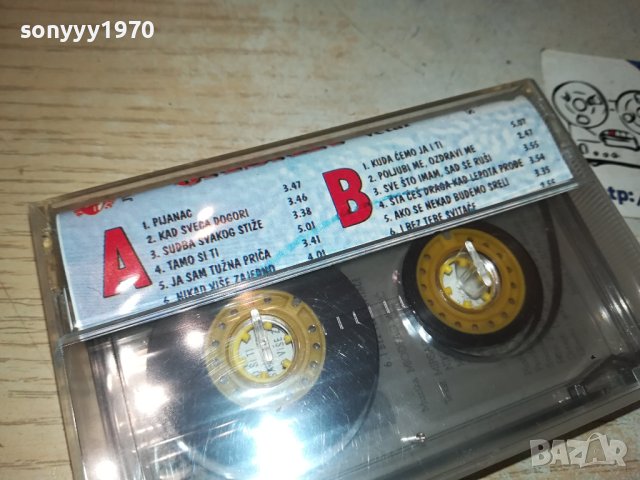 sonyyy1970
A
1. PIJANAC 3.47
2. KAD SVEĆA DOGORI 3.46
3. SUDBA SVAKOG STIŽE 3.38
4. TAMO SI TI 5.01
5. JA SAM TUŽNA PRIČA 3.41
6. NIKAD VIŠE ZAJEDNO 4.01
B
1. KUDA ĆEMO JA I TI 5.07
2. POLJUBI ME, OZDRAVI ME 2.47
3. SVE ŠTO IMAM, SAD SE RUŠI 3.55
4. ŠTA ĆEŠ DRAGA KAD LEPOTA PROĐE 3.54
5. AKO SE NEKAD BUDEMO SRELI 3.35
6. I BEZ TEBE SVITAĆE
BAZAR